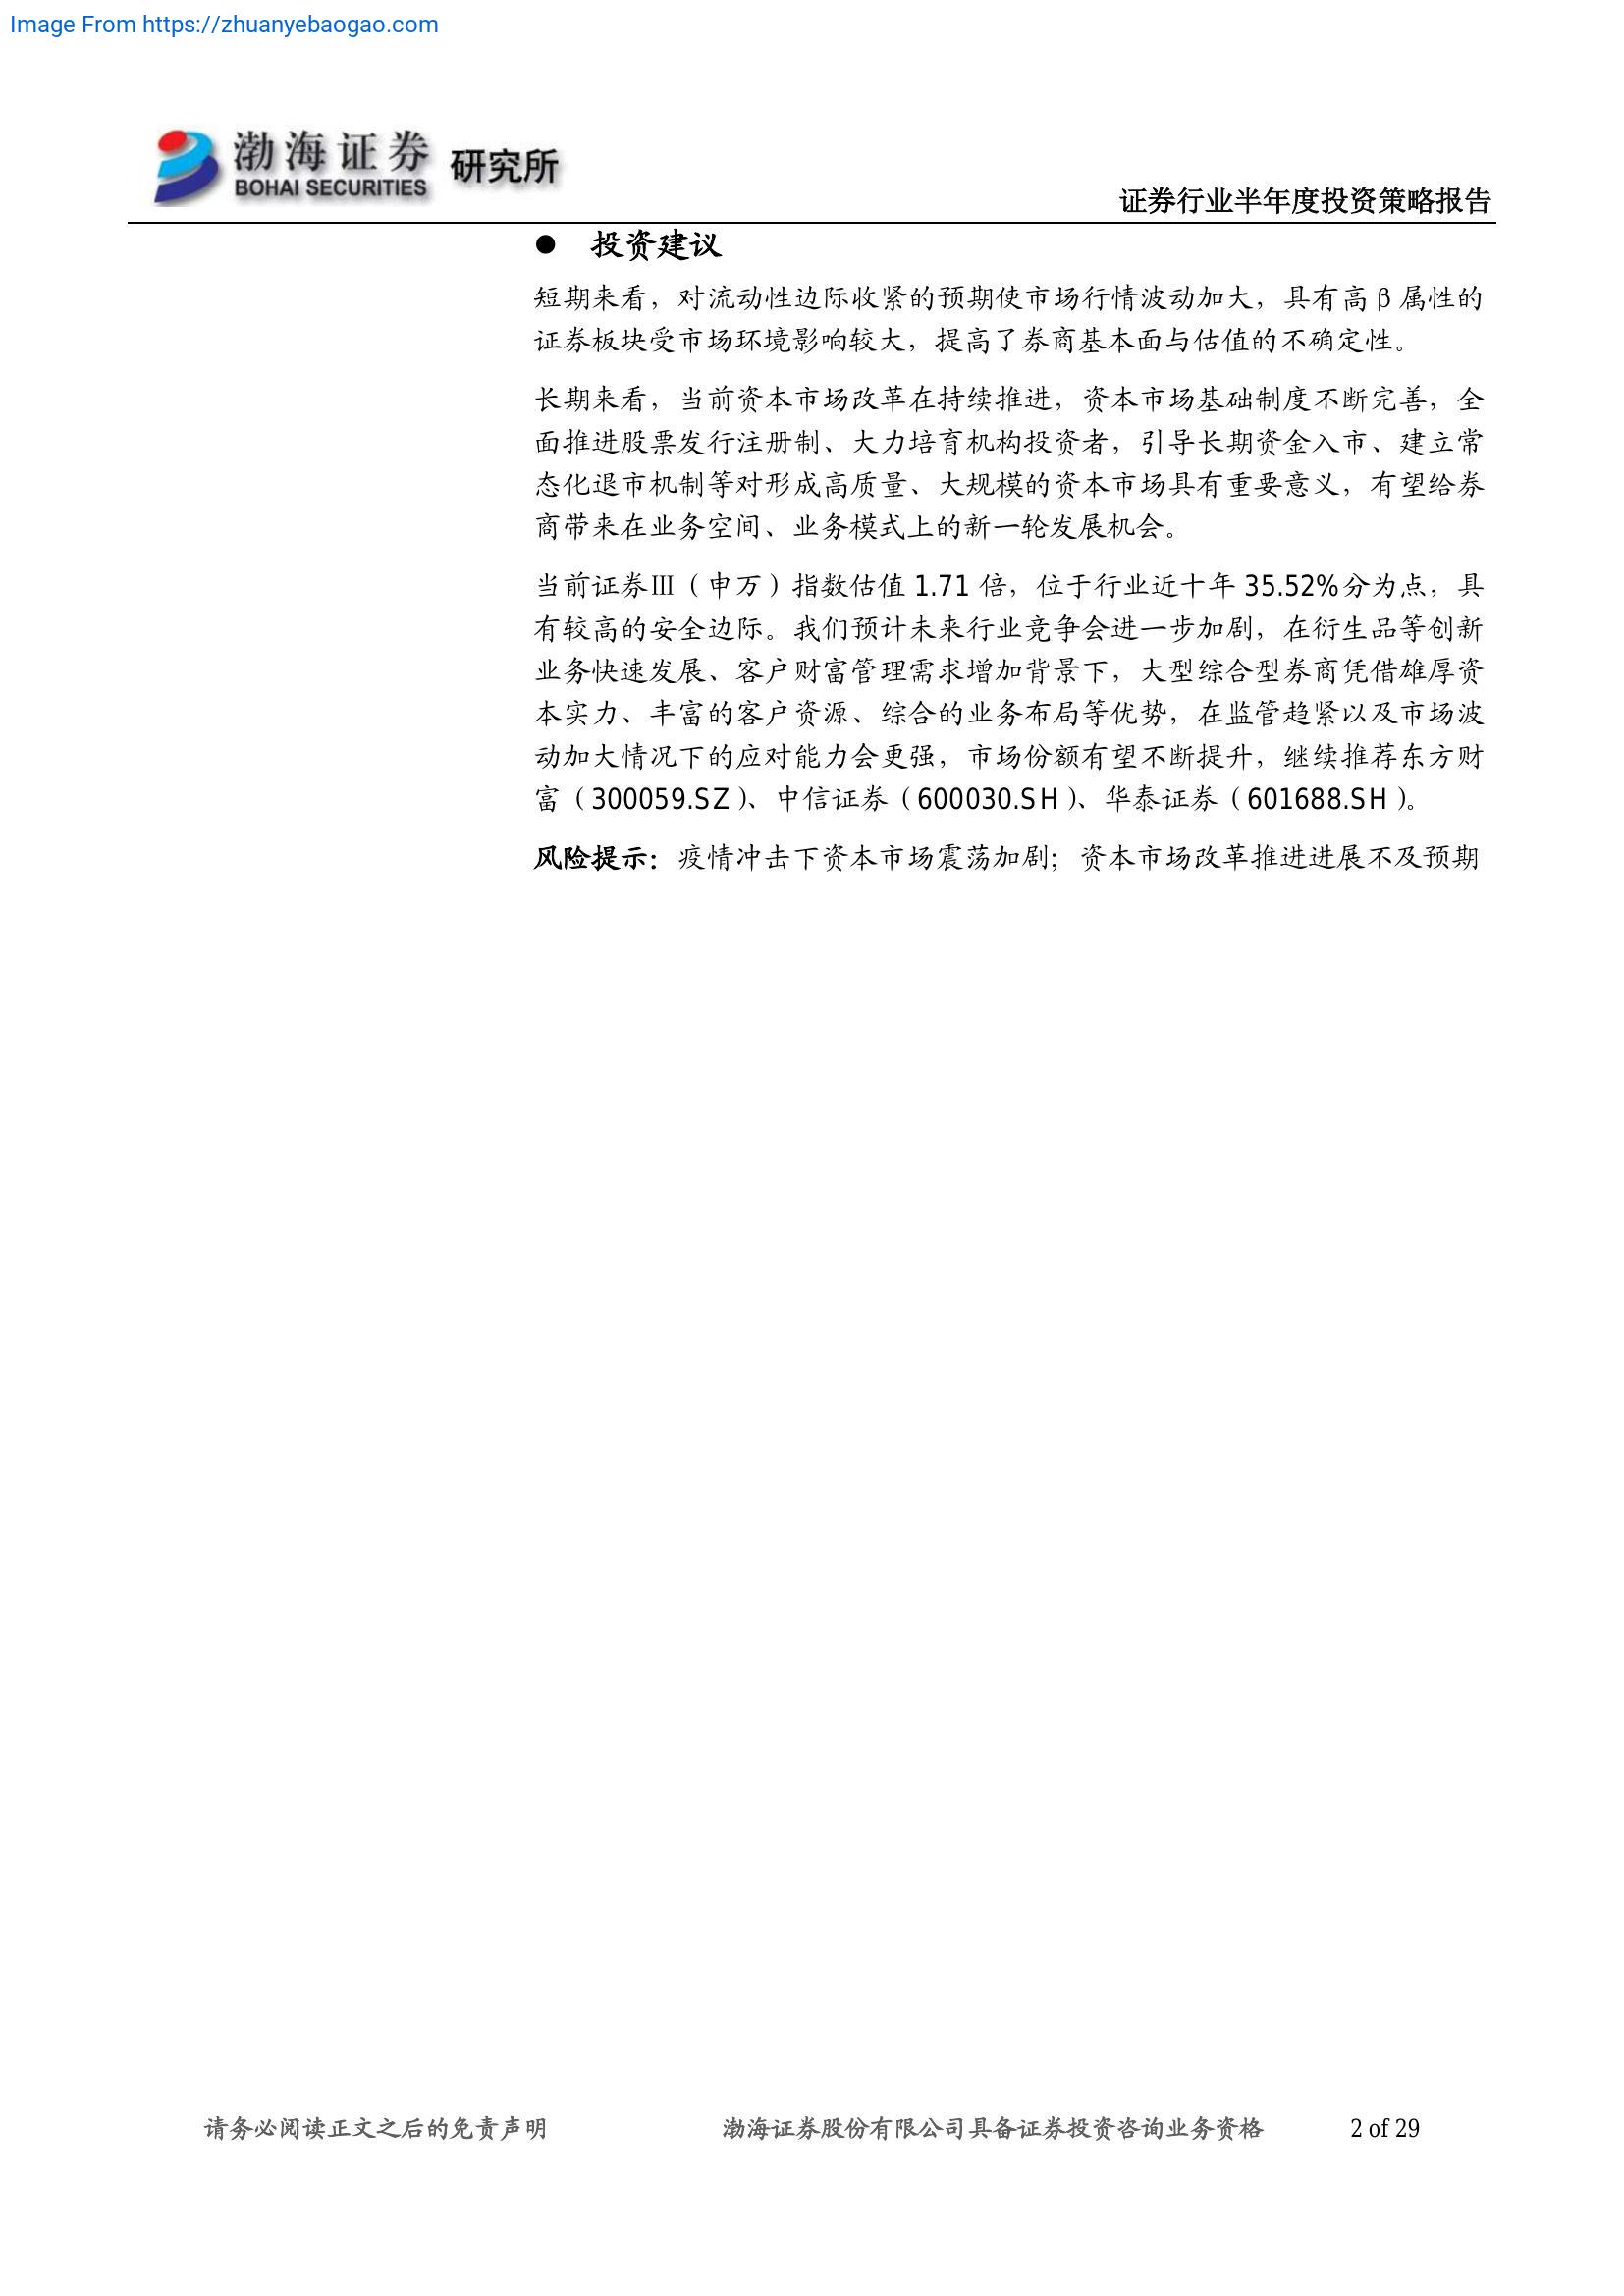 Image From https://zhuanyebaogao.com
渤海证券
BOHAI SECURITIES
研究所
证券行业半年度投资策略报告
● 投资建议
短期来看，对流动性边际收紧的预期使市场行情波动加大，具有高 β 属性的
证券板块受市场环境影响较大，提高了券商基本面与估值的不确定性。
长期来看，当前资本市场改革在持续推进，资本市场基础制度不断完善，全
面推进股票发行注册制、大力培育机构投资者，引导长期资金入市、建立常
态化退市机制等对形成高质量、大规模的资本市场具有重要意义，有望给券
商带来在业务空间、业务模式上的新一轮发展机会。
当前证券Ⅲ（申万）指数估值 1.71 倍，位于行业近十年 35.52%分为点，具
有较高的安全边际。我们预计未来行业竞争会进一步加剧，在衍生品等创新
业务快速发展、客户财富管理需求增加背景下，大型综合型券商凭借雄厚资
本实力、丰富的客户资源、综合的业务布局等优势，在监管趋紧以及市场波
动加大情况下的应对能力会更强，市场份额有望不断提升，继续推荐东方财
富（300059.SZ）、中信证券（600030.SH）、华泰证券（601688.SH）。
风险提示：疫情冲击下资本市场震荡加剧；资本市场改革推进进展不及预期
请务必阅读正文之后的免责声明 渤海证券股份有限公司具备证券投资咨询业务资格 2 of 29